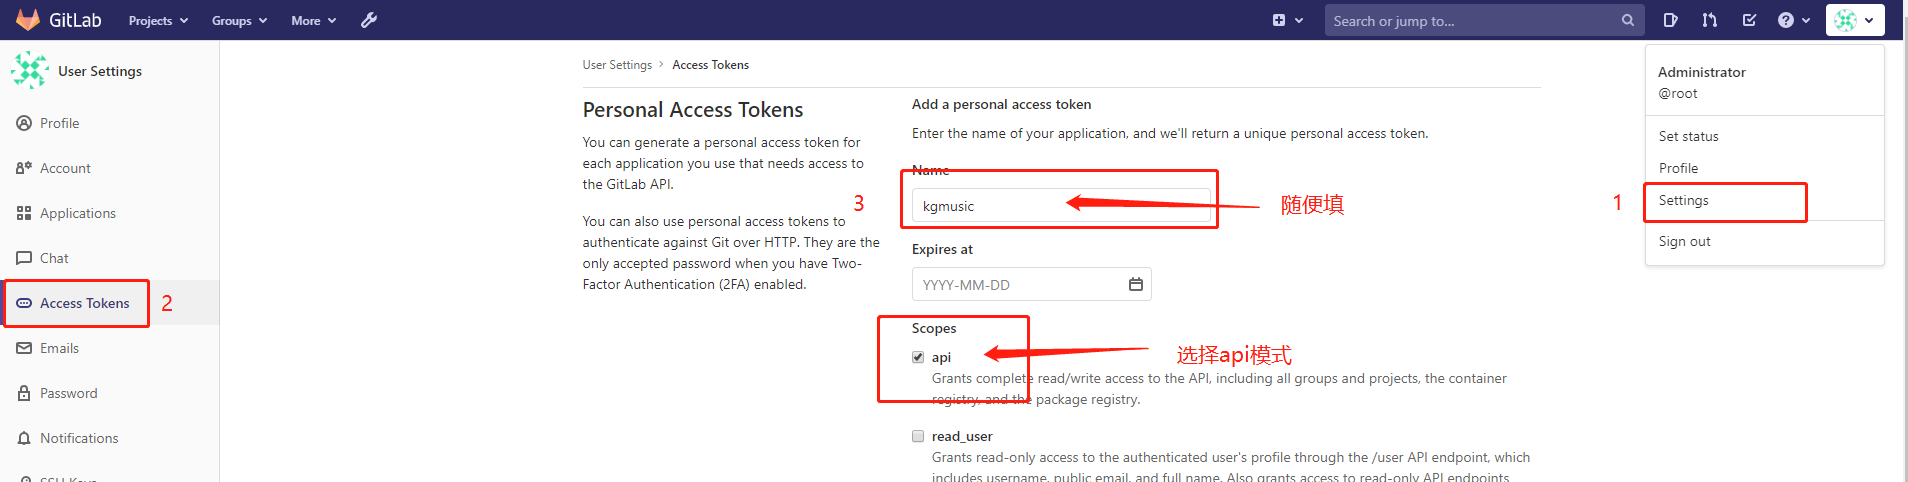 GitLab Projects Groups More Search or jump to...
User Settings
Profile
Account
Applications
Chat
Access Tokens 2
Emails
Password
Notifications
SSH Keys
User Settings > Access Tokens
Personal Access Tokens
You can generate a personal access token for
each application you use that needs access to
the GitLab API.
You can also use personal access tokens to
authenticate against Git over HTTP. They are the
only accepted password when you have Two-
Factor Authentication (2FA) enabled.
Add a personal access token
Enter the name of your application, and we'll return a unique personal access token.
Name
3 kgmusic 随便填
Expires at
YYYY-MM-DD
Scopes
api 选择api模式
Grants complete read/write access to the API, including all groups and projects, the container
registry, and the package registry.
read_user
Grants read-only access to the authenticated user's profile through the /user API endpoint, which
includes username, public email, and full name. Also grants access to read-only API endpoints
Administrator
@root
Set status
Profile
1 Settings
Sign out